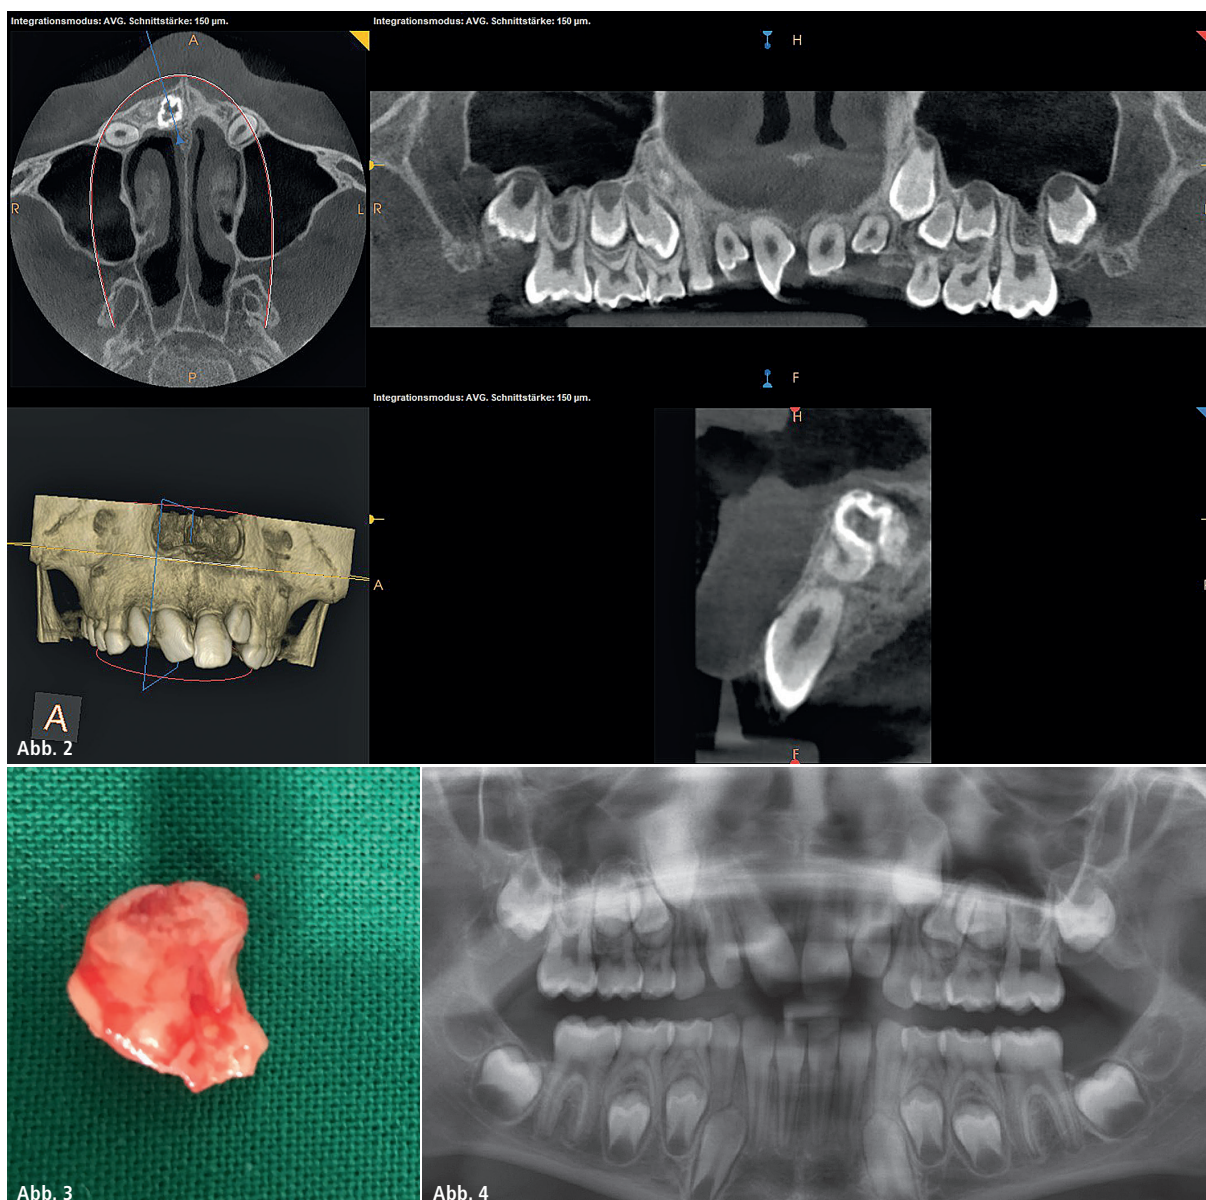 Integrationsmodus: AVG. Schnittstärke: 150 µm.
Integrationsmodus: AVG. Schnittstärke: 150 µm.
A
H
R
L
R
P
F
Integrationsmodus: AVG. Schnittstärke: 150 µm.
H
A
F
A
Abb. 2
Abb. 3
Abb. 4